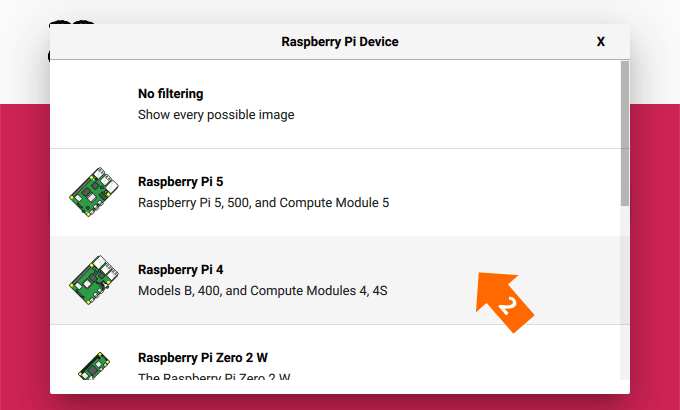 Raspberry Pi Device
X
No filtering
Show every possible image
Raspberry Pi 5
Raspberry Pi 5, 500, and Compute Module 5
Raspberry Pi 4
Models B, 400, and Compute Modules 4, 4S
2
Raspberry Pi Zero 2 W
The Raspberry Pi Zero 2 W